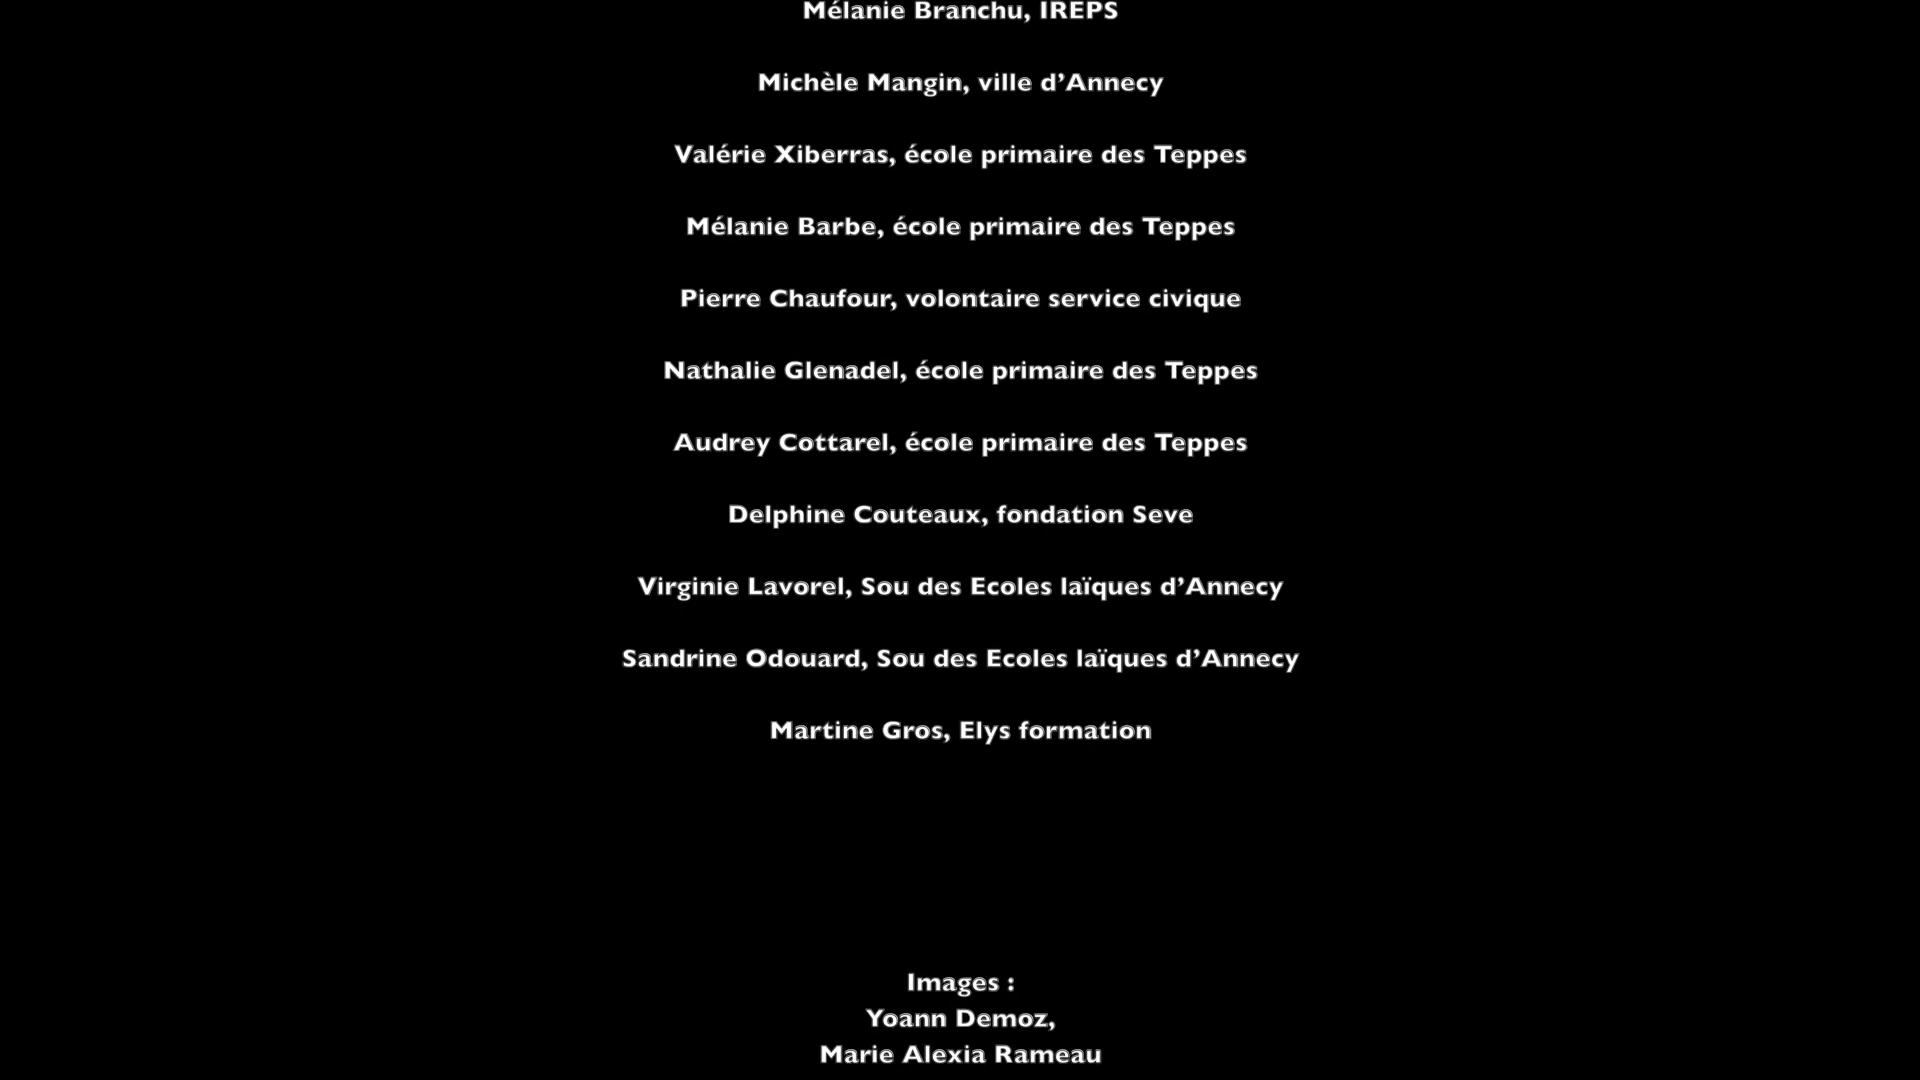 Mélanie Branchu, IREPS
Michèle Mangin, ville d’Annecy
Valérie Xiberras, école primaire des Teppes
Mélanie Barbe, école primaire des Teppes
Pierre Chaufour, volontaire service civique
Nathalie Glenadel, école primaire des Teppes
Audrey Cottarel, école primaire des Teppes
Delphine Couteaux, fondation Seve
Virginie Lavorel, Sou des Ecoles laïques d’Annecy
Sandrine Odouard, Sou des Ecoles laïques d’Annecy
Martine Gros, Elys formation
Images :
Yoann Demoz,
Marie Alexia Rameau